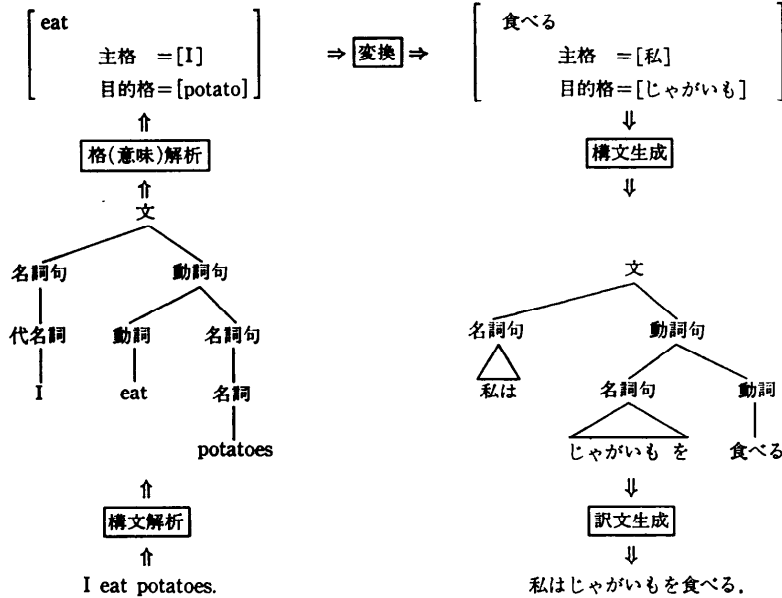 eat
主格 =[I]
目的格=[potato]
⇒ 変換 ⇒
食べる
主格 =[私]
目的格=[じゃがいも]
⇑
格(意味)解析
⇑
文
名詞句 動詞句
代名詞 動詞 名詞句
I eat 名詞
potatoes
⇑
構文解析
⇑
I eat potatoes.
⇓
構文生成
⇓
文
名詞句 動詞句
私は 名詞句 動詞
じゃがいも を 食べる
⇓
訳文生成
⇓
私はじゃがいもを食べる.